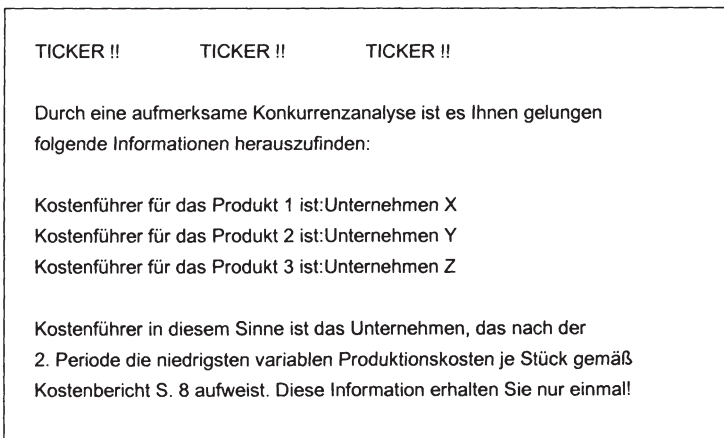 TICKER !! TICKER !! TICKER !!
Durch eine aufmerksame Konkurrenzanalyse ist es Ihnen gelungen
folgende Informationen herauszufinden:
Kostenführer für das Produkt 1 ist:Unternehmen X
Kostenführer für das Produkt 2 ist:Unternehmen Y
Kostenführer für das Produkt 3 ist:Unternehmen Z
Kostenführer in diesem Sinne ist das Unternehmen, das nach der
2. Periode die niedrigsten variablen Produktionskosten je Stück gemäß
Kostenbericht S. 8 aufweist. Diese Information erhalten Sie nur einmal!